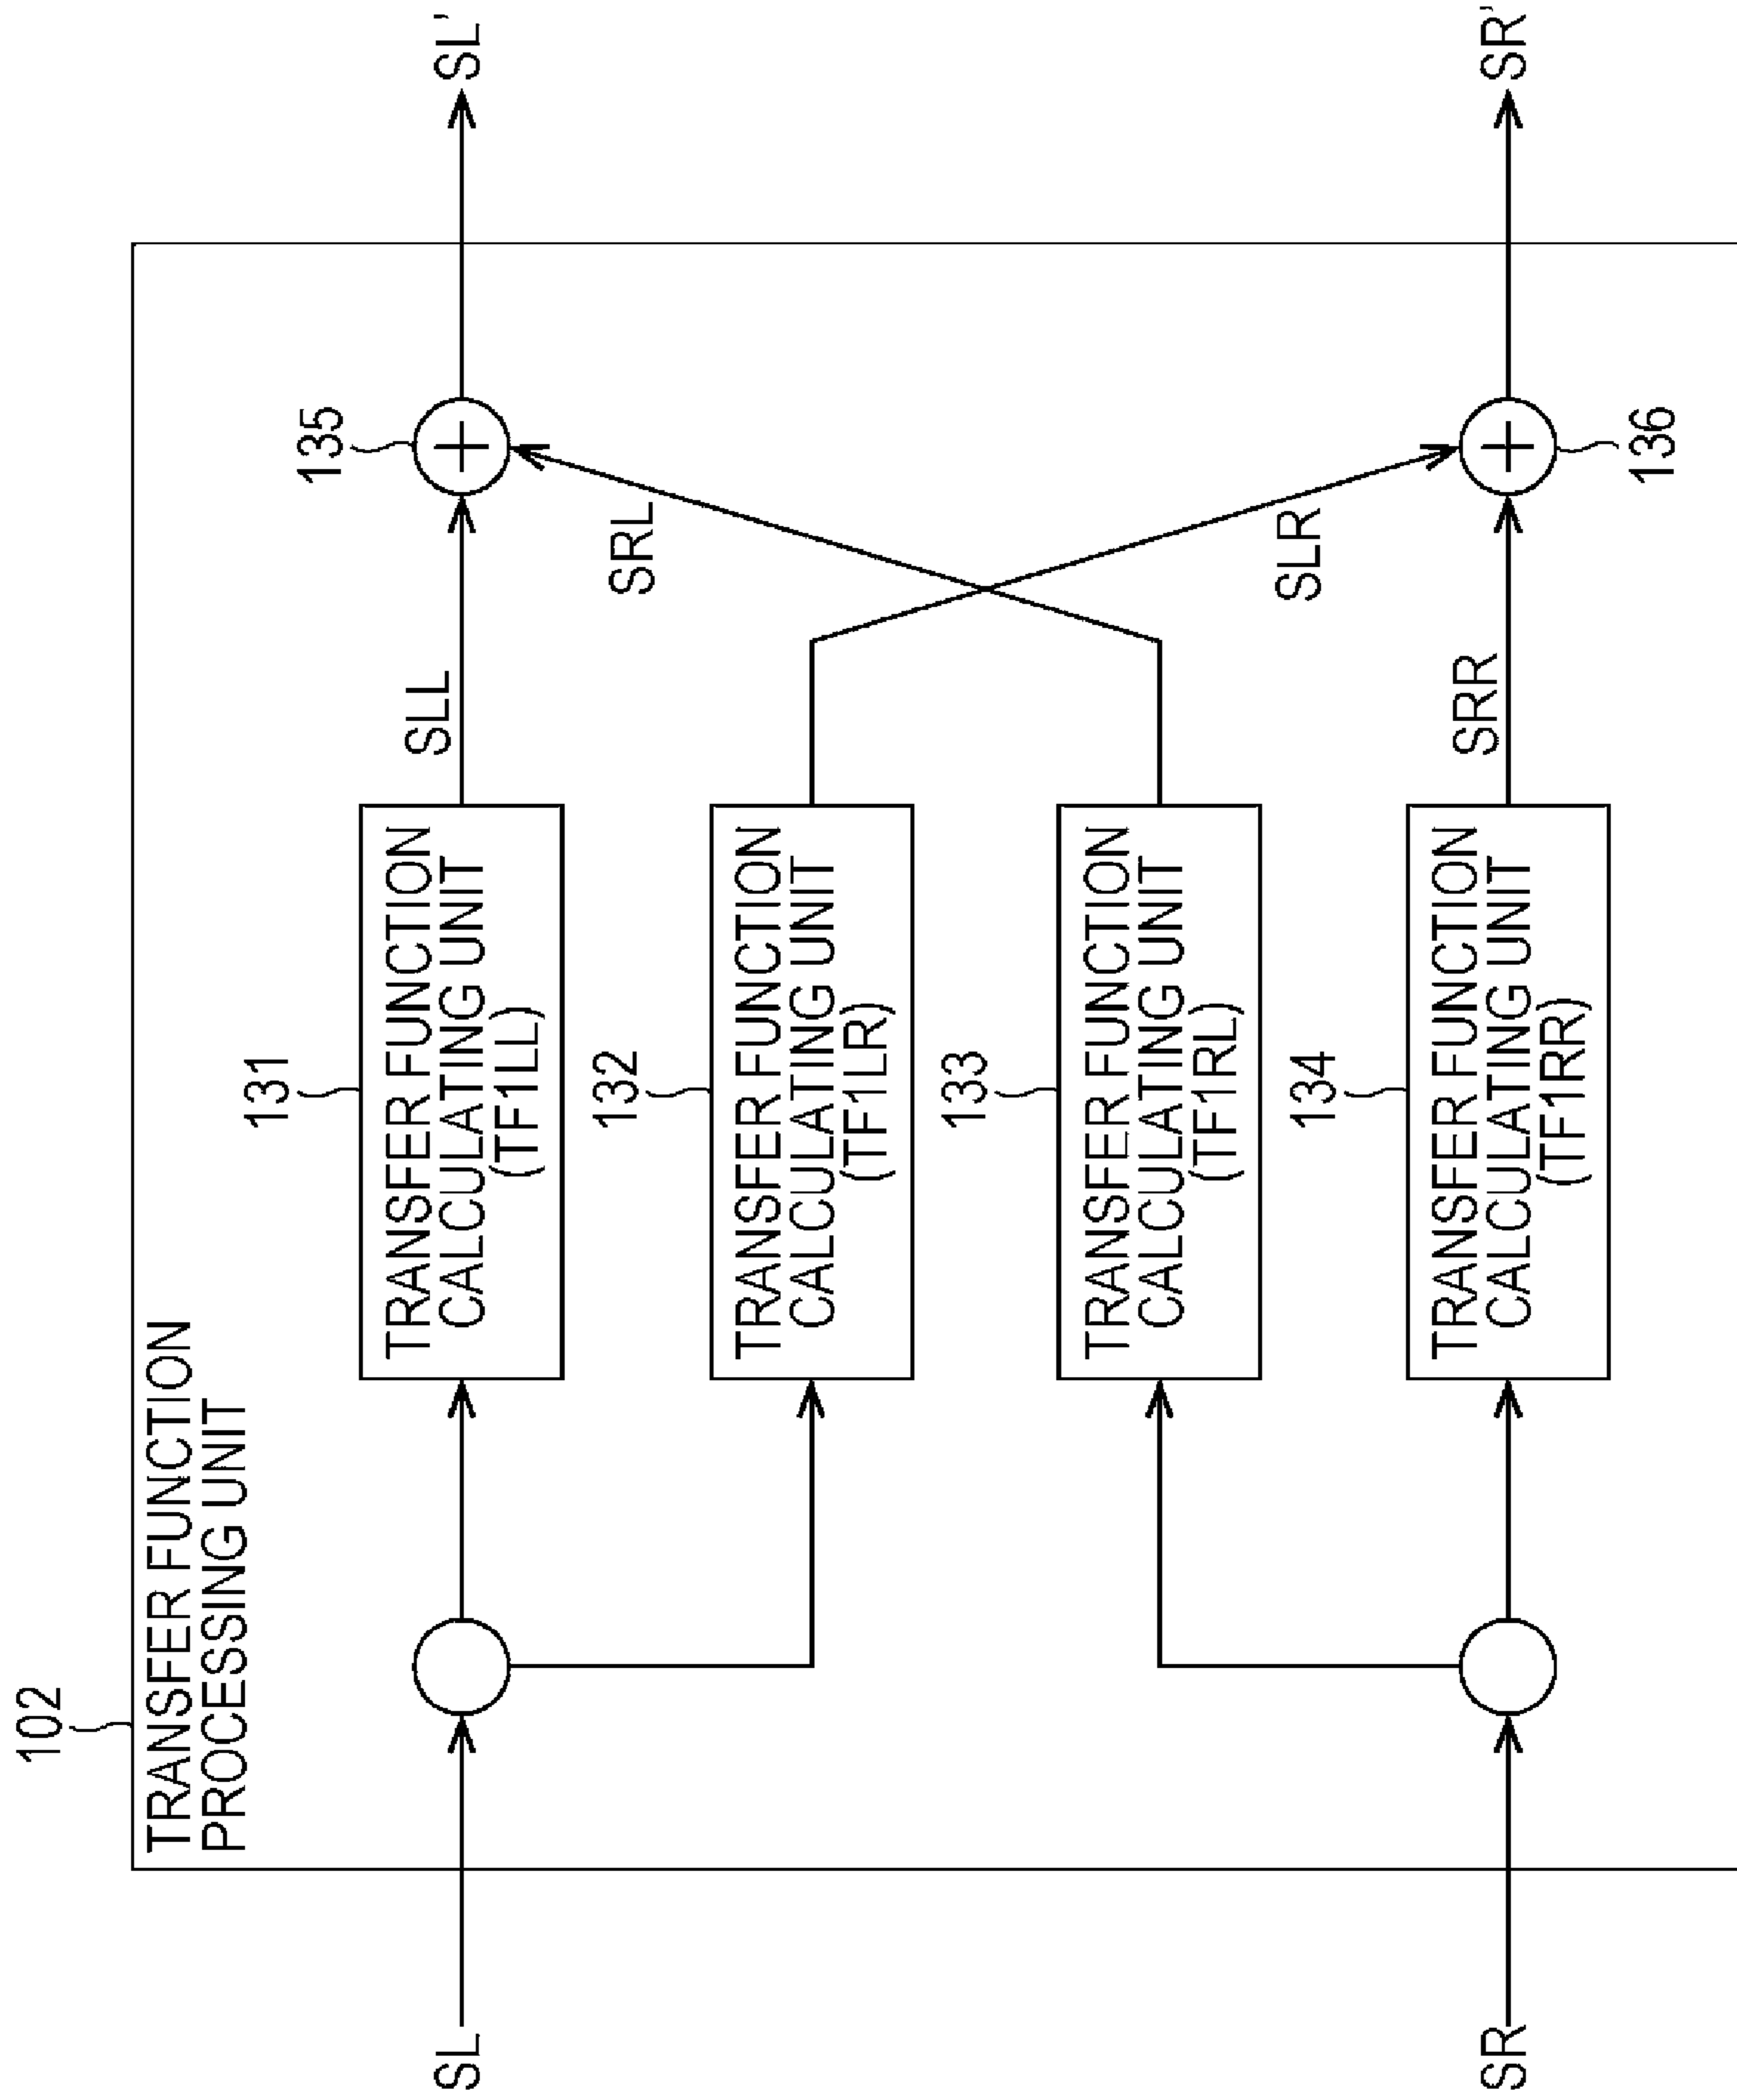 102
TRANSFER FUNCTION
PROCESSING UNIT
SL
131
TRANSFER FUNCTION
CALCULATING UNIT
(TF1LL)
SLL
135
SL'
132
TRANSFER FUNCTION
CALCULATING UNIT
(TF1LR)
SRL
133
TRANSFER FUNCTION
CALCULATING UNIT
(TF1RL)
SLR
SR
134
TRANSFER FUNCTION
CALCULATING UNIT
(TF1RR)
SRR
136
SR'